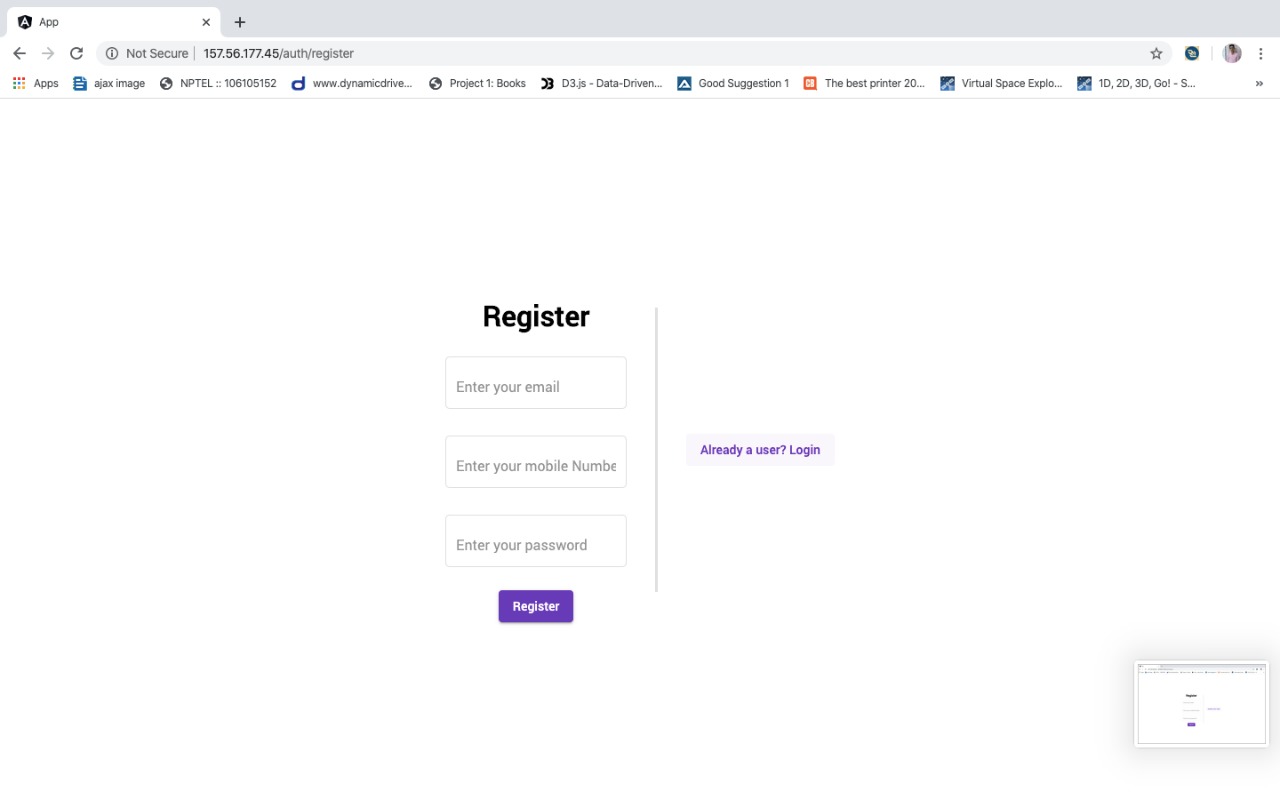 App
Not Secure 157.56.177.45/auth/register
Apps ajax image NPTEL :: 106105152 www.dynamicdrive... Project 1: Books D3.js - Data-Driven... Good Suggestion 1 The best printer 20... Virtual Space Explo... 1D, 2D, 3D, Go! - S... »
Register
Enter your email
Enter your mobile Numbe
Enter your password
Register
Already a user? Login
Register